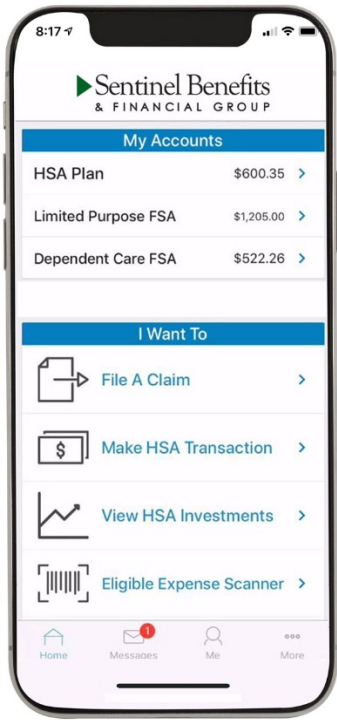 8:17
Sentinel Benefits
& FINANCIAL GROUP
My Accounts
HSA Plan $600.35
Limited Purpose FSA $1,205.00
Dependent Care FSA $522.26
I Want To
$
File A Claim
Make HSA Transaction
View HSA Investments
Eligible Expense Scanner
1
Home Messages Me More